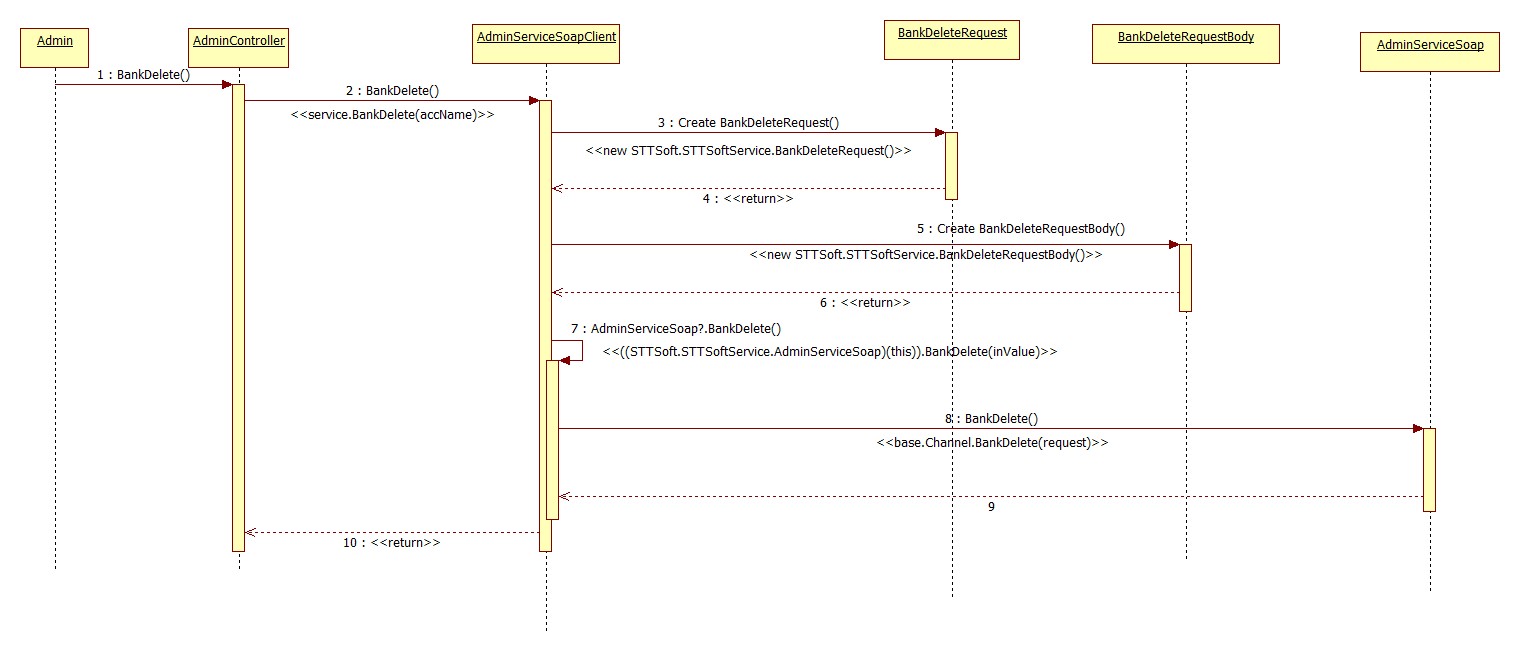 Admin
AdminController
AdminServiceSoapClient
BankDeleteRequest
BankDeleteRequestBody
AdminServiceSoap
1 : BankDelete()
2 : BankDelete()
<<service.BankDelete(accName)>>
3 : Create BankDeleteRequest()
<<new STTSoft.STTSoftService.BankDeleteRequest()>>
4 : <<return>>
5 : Create BankDeleteRequestBody()
<<new STTSoft.STTSoftService.BankDeleteRequestBody()>>
6 : <<return>>
7 : AdminServiceSoap?.BankDelete()
<<((STTSoft.STTSoftService.AdminServiceSoap)(this)).BankDelete(inValue)>>
8 : BankDelete()
<<base.Channel.BankDelete(request)>>
9
10 : <<return>>